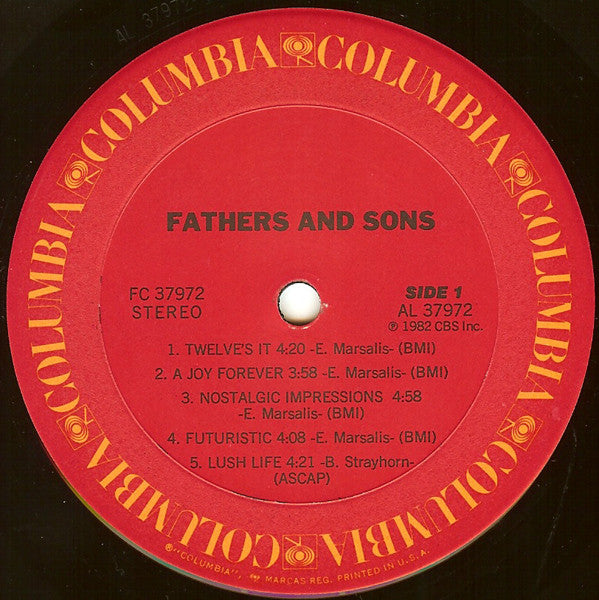 COLUMBIA COLUMBIA COLUMBIA COLUMBIA COLUMBIA COLUMBIA
FATHERS AND SONS
FC 37972
STEREO
SIDE 1
AL 37972
℗ 1982 CBS Inc.
1. TWELVE'S IT 4:20 -E. Marsalis- (BMI)
2. A JOY FOREVER 3:58 -E. Marsalis- (BMI)
3. NOSTALGIC IMPRESSIONS 4:58
-E. Marsalis- (BMI)
4. FUTURISTIC 4:08 -E. Marsalis- (BMI)
5. LUSH LIFE 4:21 -B. Strayhorn-
(ASCAP)
®"COLUMBIA", MARCAS REG. PRINTED IN U.S.A.
AL 37972